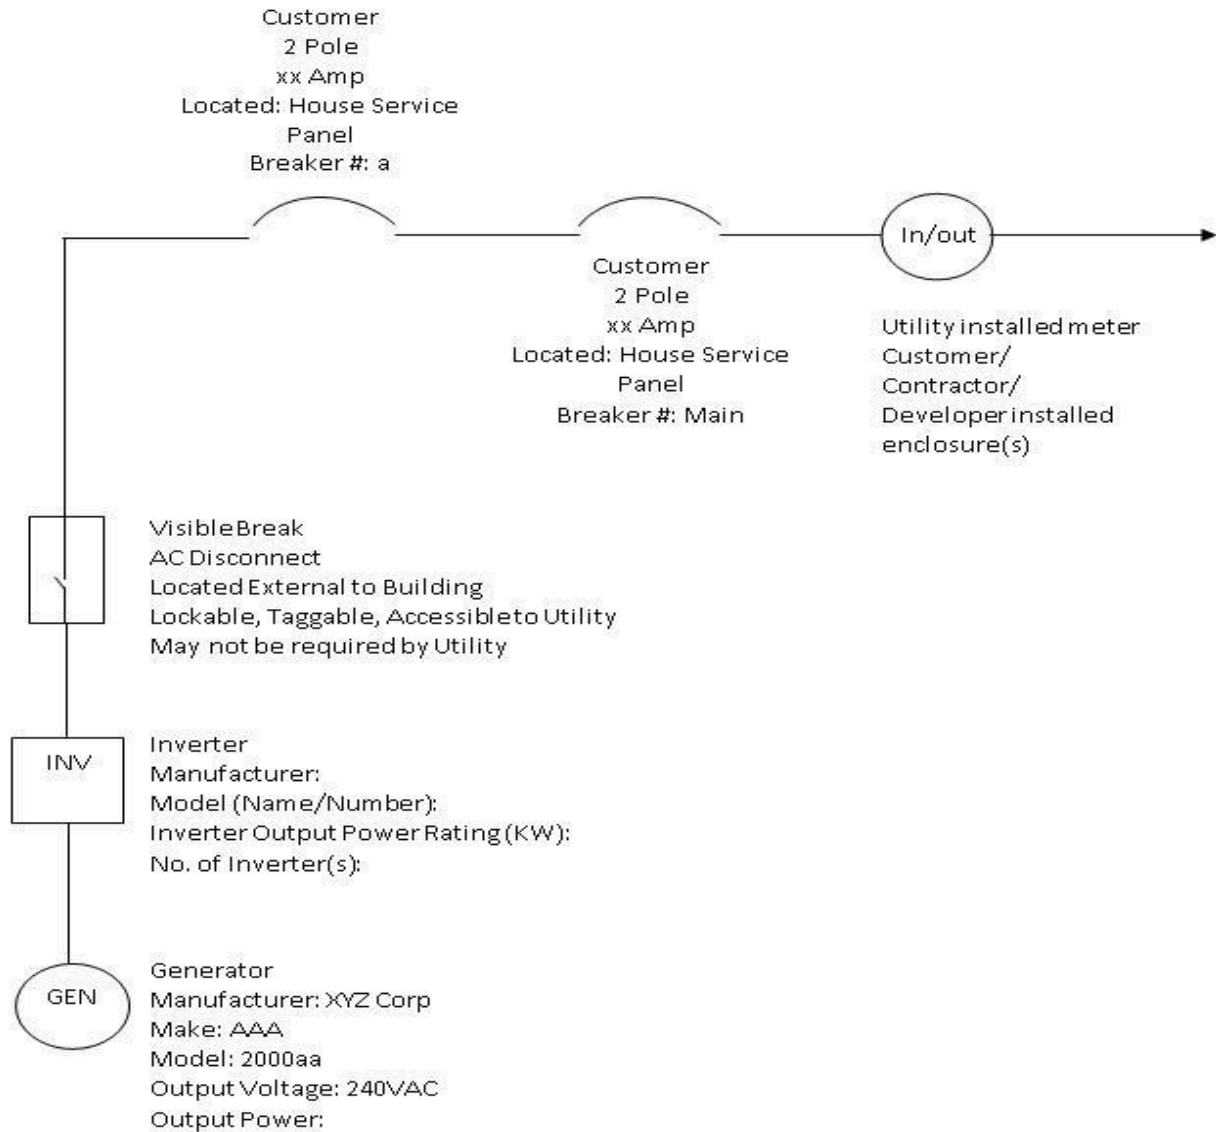 Customer
2 Pole
xx Amp
Located: House Service
Panel
Breaker #: a
In/out
Customer
2 Pole
xx Amp
Located: House Service
Panel
Breaker #: Main
Utility installed meter
Customer/
Contractor/
Developer installed
enclosure(s)
Visible Break
AC Disconnect
Located External to Building
Lockable, Taggable, Accessible to Utility
May not be required by Utility
INV
Inverter
Manufacturer:
Model (Name/Number):
Inverter Output Power Rating (KW):
No. of Inverter(s):
GEN
Generator
Manufacturer: XYZ Corp
Make: AAA
Model: 2000aa
Output Voltage: 240VAC
Output Power: